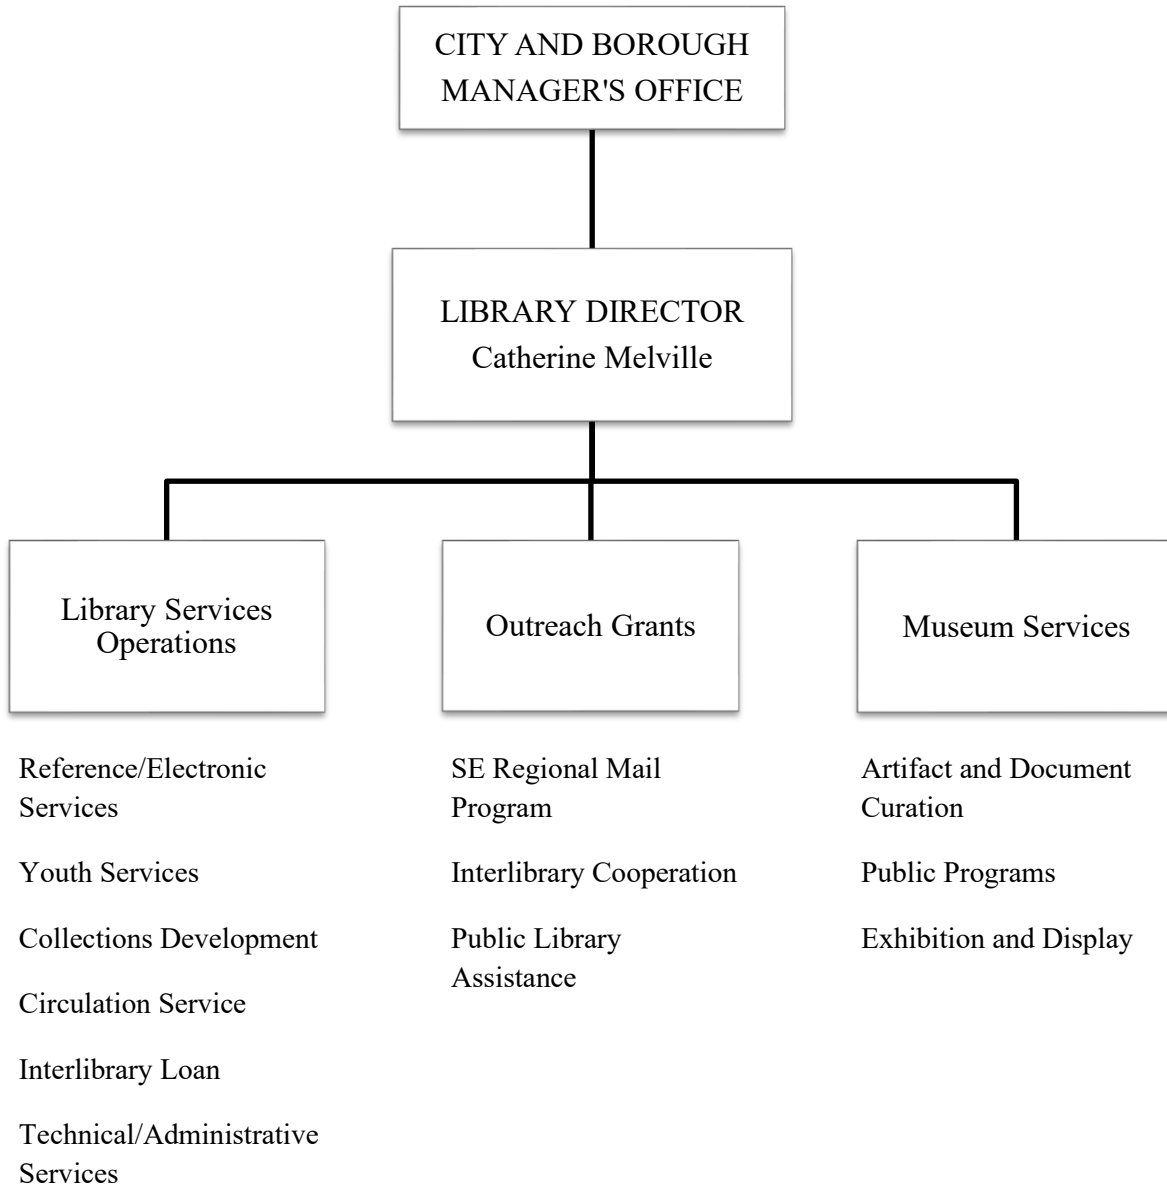 CITY AND BOROUGH
MANAGER'S OFFICE
LIBRARY DIRECTOR
Catherine Melville
Library Services
Operations
Outreach Grants
Museum Services
Reference/Electronic
Services
Youth Services
Collections Development
Circulation Service
Interlibrary Loan
Technical/Administrative
Services
SE Regional Mail
Program
Interlibrary Cooperation
Public Library
Assistance
Artifact and Document
Curation
Public Programs
Exhibition and Display